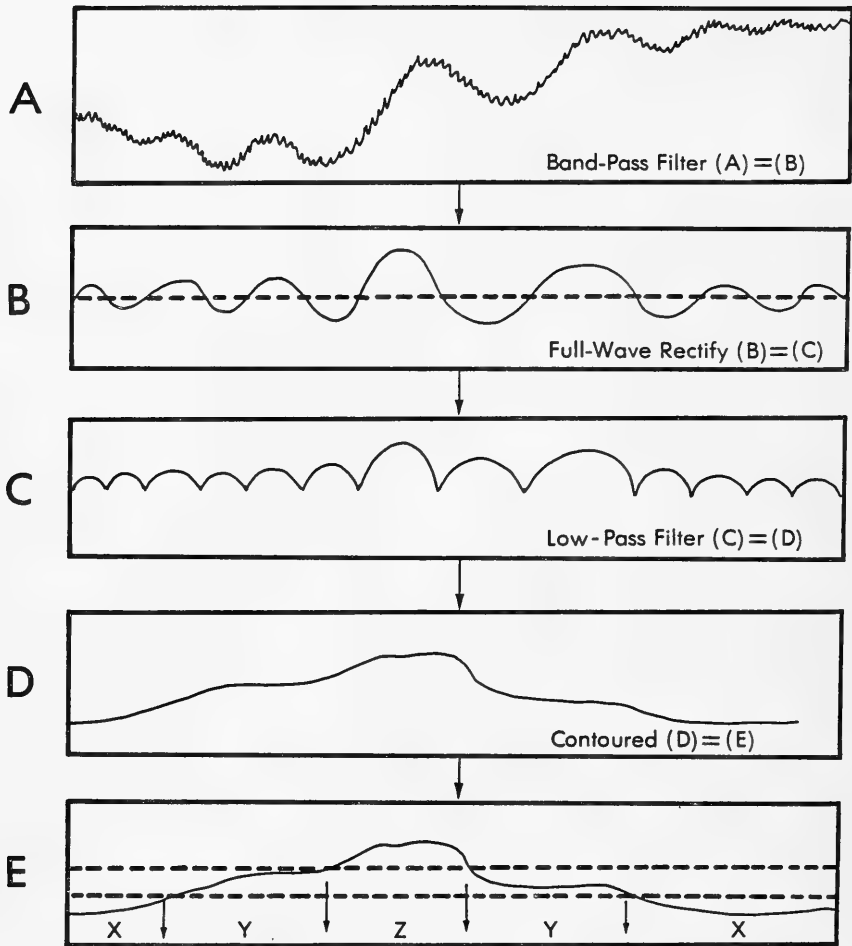 A
Band-Pass Filter (A)=(B)
B
Full-Wave Rectify (B)=(C)
C
Low-Pass Filter (C)=(D)
D
Contoured (D)=(E)
E
X Y Z Y X